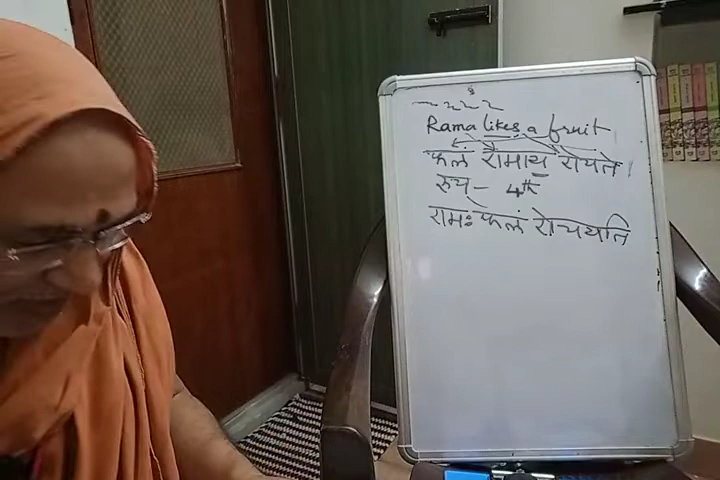 Rama likes a fruit
फलं रामाय रोचते
रुच् - 4th
रामः फलं रोचयति